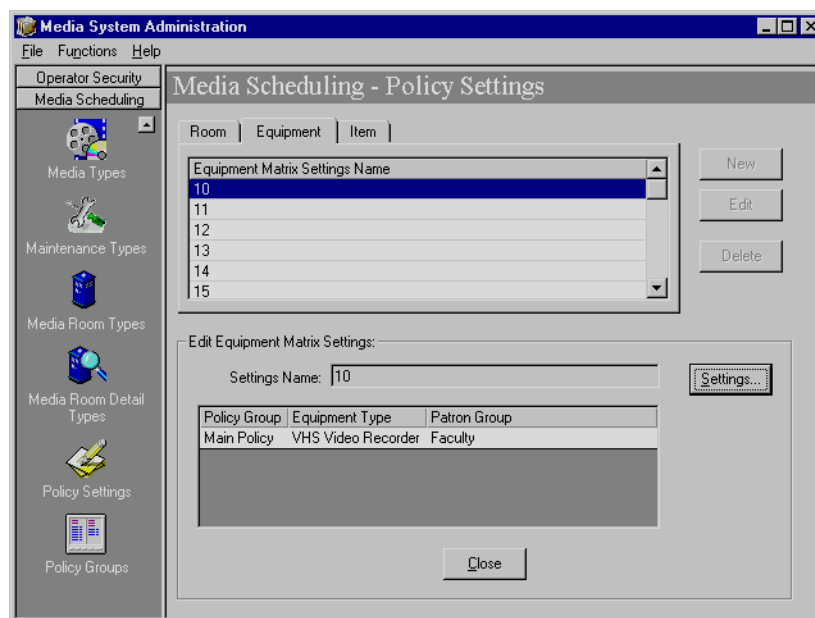 Media System Administration
File Functions Help
Operator Security
Media Scheduling
Media Types
Maintenance Types
Media Room Types
Media Room Detail
Types
Policy Settings
Policy Groups
Media Scheduling - Policy Settings
Room Equipment Item
Equipment Matrix Settings Name
10
11
12
13
14
15
New
Edit
Delete
Edit Equipment Matrix Settings:
Settings Name: 10
Settings...
Policy Group Equipment Type Patron Group
Main Policy VHS Video Recorder Faculty
Close